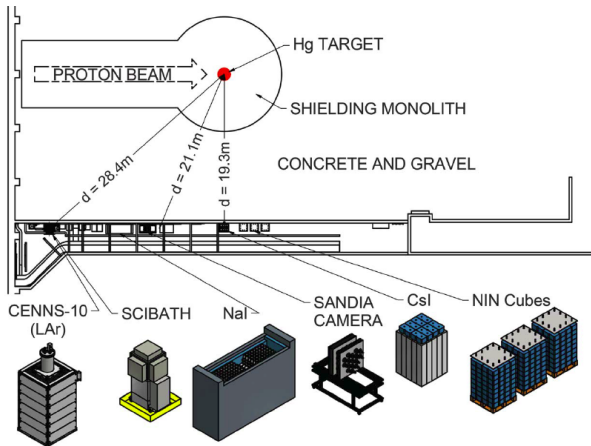 Hg TARGET
PROTON BEAM
SHIELDING MONOLITH
d = 28.4m
d = 21.1m
d = 19.3m
CONCRETE AND GRAVEL
CENNS-10
(LAr)
SCIBATH
NaI
SANDIA
CAMERA
CsI
NIN Cubes